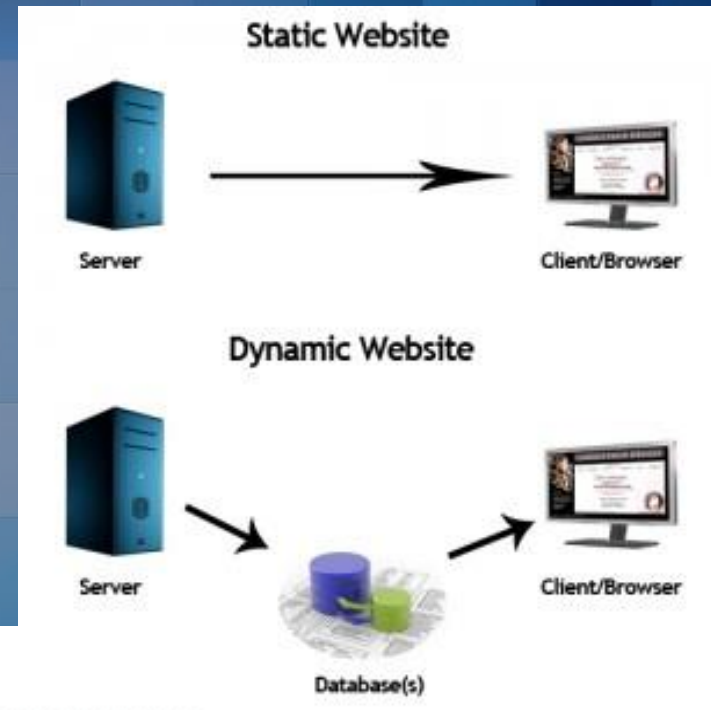 Static Website
Server
Client/Browser
Dynamic Website
Server
Client/Browser
Database(s)